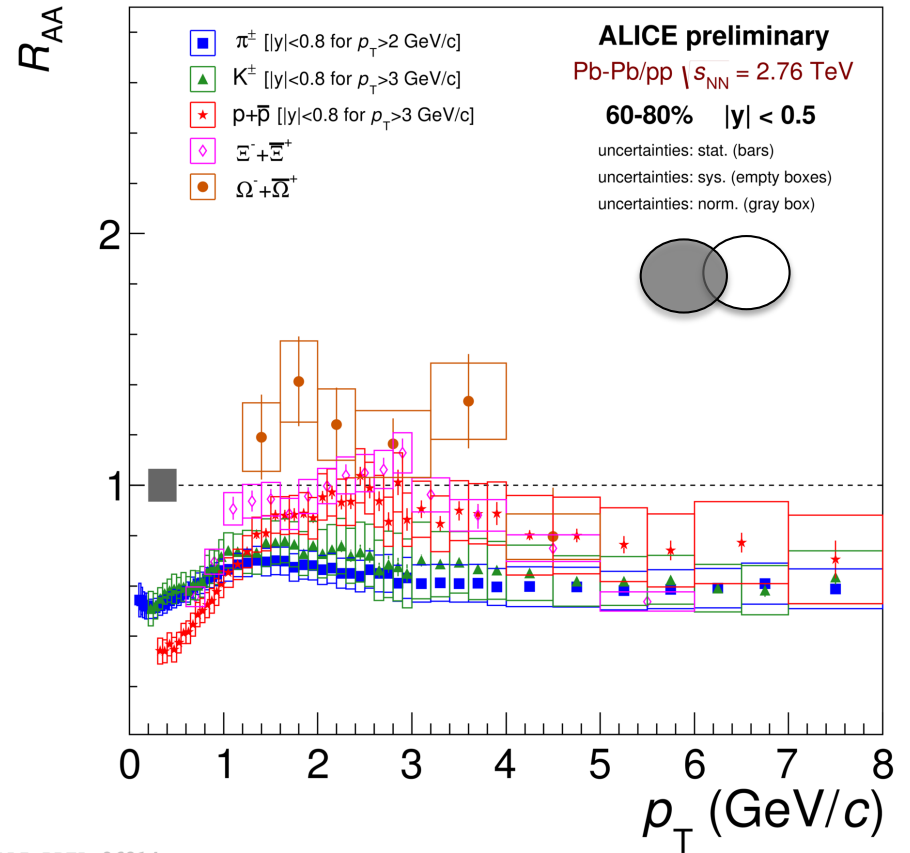 R_AA
π± [|y|<0.8 for p_T>2 GeV/c]
K± [|y|<0.8 for p_T>3 GeV/c]
p+p̅ [|y|<0.8 for p_T>3 GeV/c]
Ξ⁻+Ξ̅⁺
Ω⁻+Ω̅⁺
ALICE preliminary
Pb-Pb/pp √s_NN = 2.76 TeV
60-80% |y| < 0.5
uncertainties: stat. (bars)
uncertainties: sys. (empty boxes)
uncertainties: norm. (gray box)
2
1
0 1 2 3 4 5 6 7 8
p_T (GeV/c)